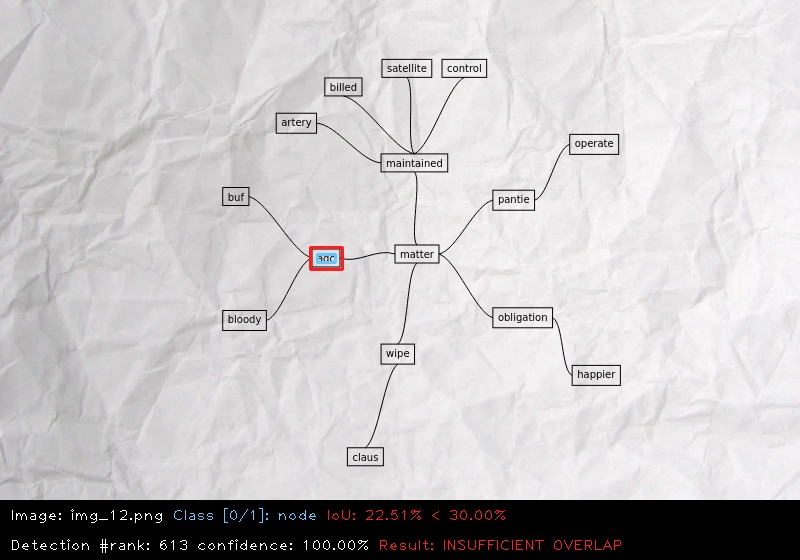 satellite control
billed
artery
maintained
operate
buf
pantie
matter
bloody
obligation
wipe
happier
claus
Image: img_12.png Class [0/1]: node IoU: 22.51% < 30.00%
Detection #rank: 613 confidence: 100.00% Result: INSUFFICIENT OVERLAP